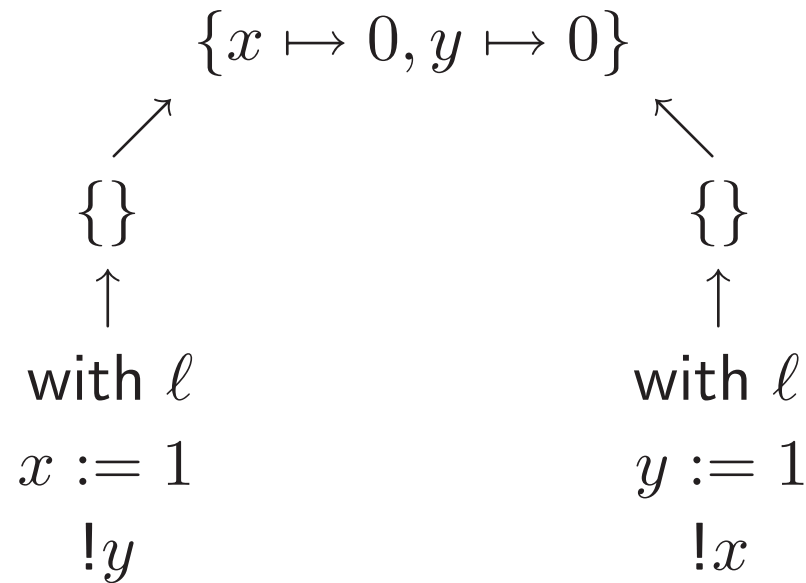 {x ↦ 0, y ↦ 0}
{} {}
with ℓ with ℓ
x := 1 y := 1
!y !x